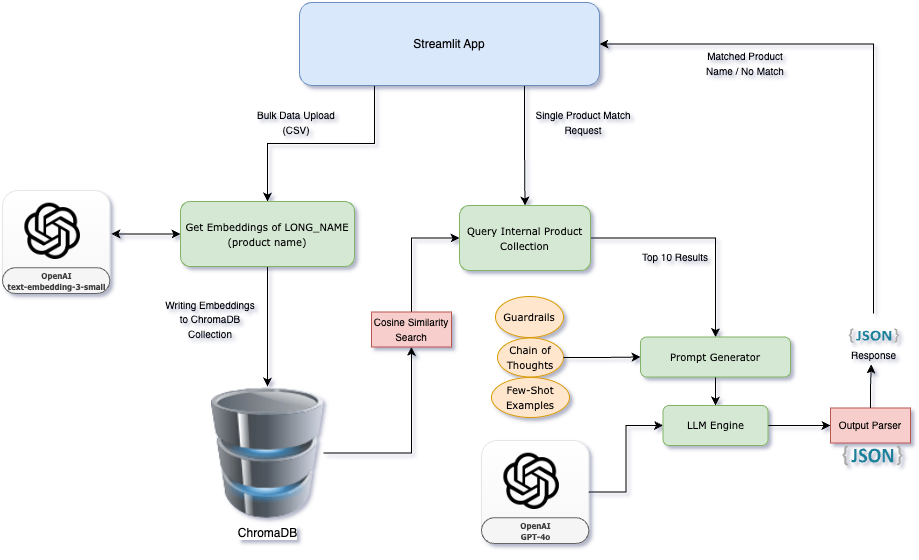 Streamlit App
Matched Product
Name / No Match
Bulk Data Upload
(CSV)
Single Product Match
Request
Get Embeddings of LONG_NAME
(product name)
Query Internal Product
Collection
OpenAI
text-embedding-3-small
Top 10 Results
Writing Embeddings
to ChromaDB
Collection
Cosine Similarity
Search
Guardrails
Chain of
Thoughts
Few-Shot
Examples
Prompt Generator
{JSON}
Response
LLM Engine
Output Parser
{JSON}
OpenAI
GPT-4o
ChromaDB